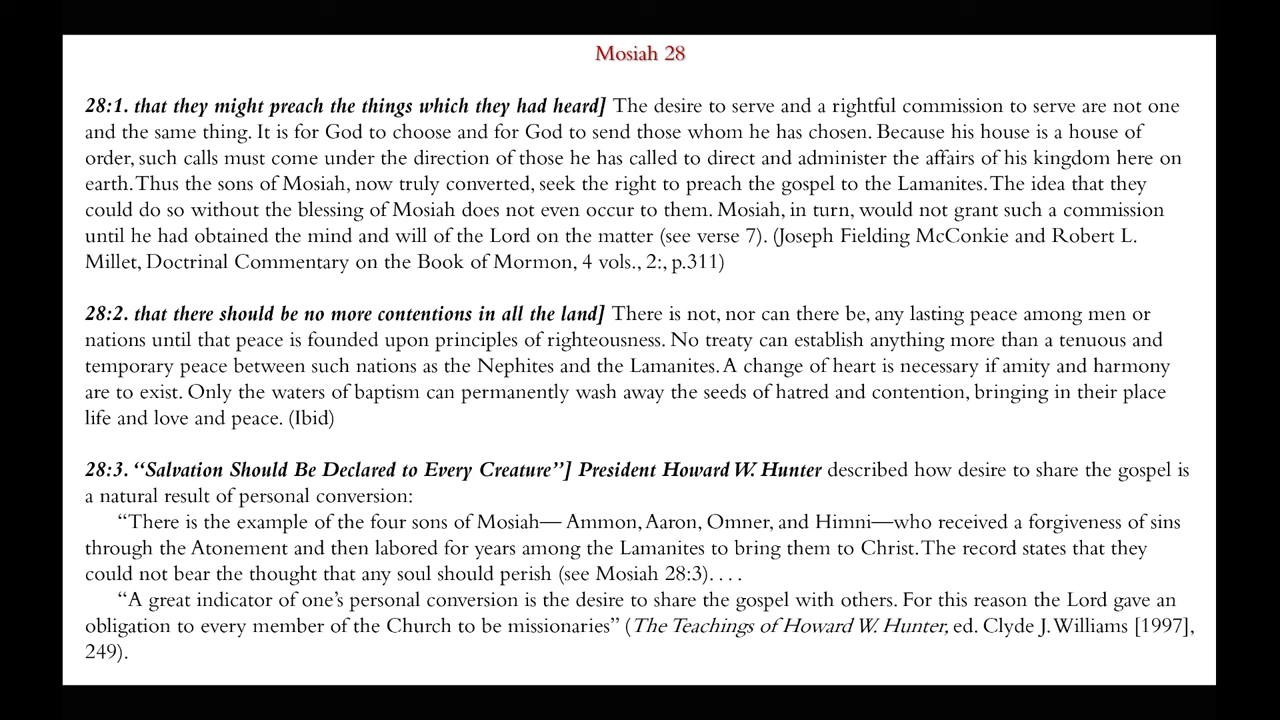 Mosiah 28
28:1. that they might preach the things which they had heard] The desire to serve and a rightful commission to serve are not one
and the same thing. It is for God to choose and for God to send those whom he has chosen. Because his house is a house of
order, such calls must come under the direction of those he has called to direct and administer the affairs of his kingdom here on
earth. Thus the sons of Mosiah, now truly converted, seek the right to preach the gospel to the Lamanites. The idea that they
could do so without the blessing of Mosiah does not even occur to them. Mosiah, in turn, would not grant such a commission
until he had obtained the mind and will of the Lord on the matter (see verse 7). (Joseph Fielding McConkie and Robert L.
Millet, Doctrinal Commentary on the Book of Mormon, 4 vols., 2:, p.311)
28:2. that there should be no more contentions in all the land] There is not, nor can there be, any lasting peace among men or
nations until that peace is founded upon principles of righteousness. No treaty can establish anything more than a tenuous and
temporary peace between such nations as the Nephites and the Lamanites. A change of heart is necessary if amity and harmony
are to exist. Only the waters of baptism can permanently wash away the seeds of hatred and contention, bringing in their place
life and love and peace. (Ibid)
28:3. “Salvation Should Be Declared to Every Creature”] President Howard W. Hunter described how desire to share the gospel is
a natural result of personal conversion:
“There is the example of the four sons of Mosiah— Ammon, Aaron, Omner, and Himni—who received a forgiveness of sins
through the Atonement and then labored for years among the Lamanites to bring them to Christ. The record states that they
could not bear the thought that any soul should perish (see Mosiah 28:3). . . .
“A great indicator of one’s personal conversion is the desire to share the gospel with others. For this reason the Lord gave an
obligation to every member of the Church to be missionaries” (The Teachings of Howard W. Hunter, ed. Clyde J. Williams [1997],
249).